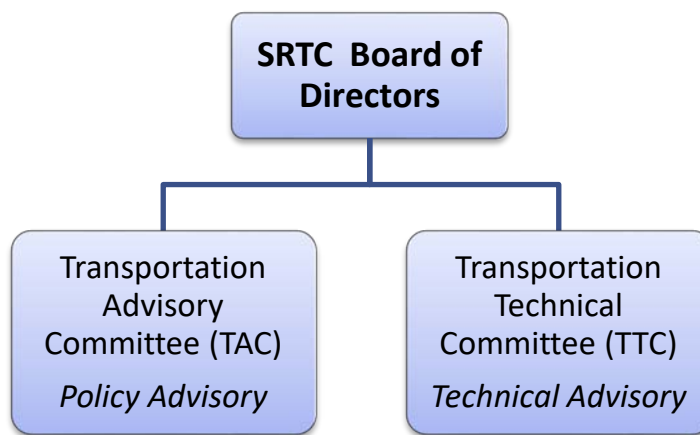 SRTC Board of
Directors
Transportation
Advisory
Committee (TAC)
Policy Advisory
Transportation
Technical
Committee (TTC)
Technical Advisory